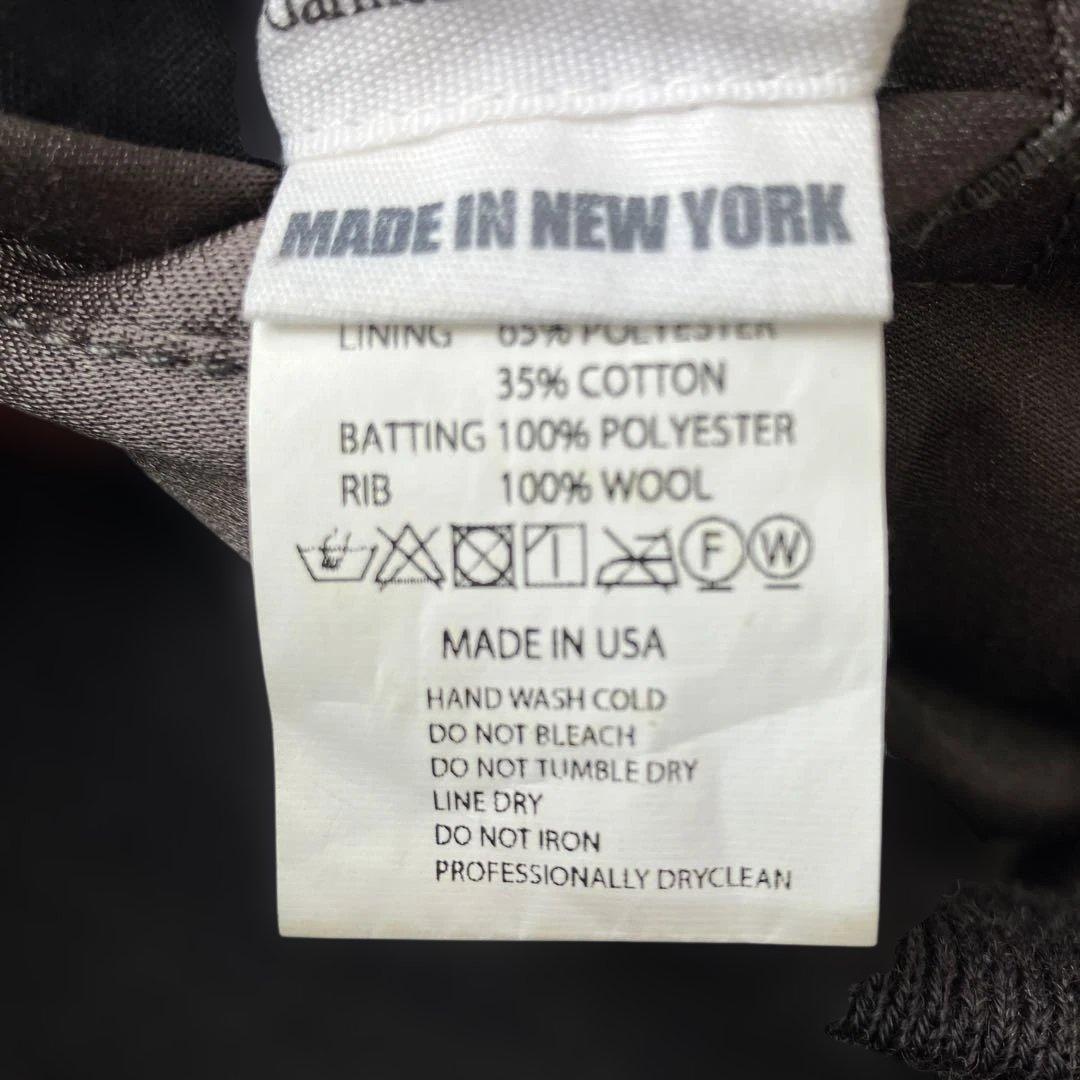 MADE IN NEW YORK
LINING 65% POLYESTER
35% COTTON
BATTING 100% POLYESTER
RIB 100% WOOL
F W
MADE IN USA
HAND WASH COLD
DO NOT BLEACH
DO NOT TUMBLE DRY
LINE DRY
DO NOT IRON
PROFESSIONALLY DRYCLEAN